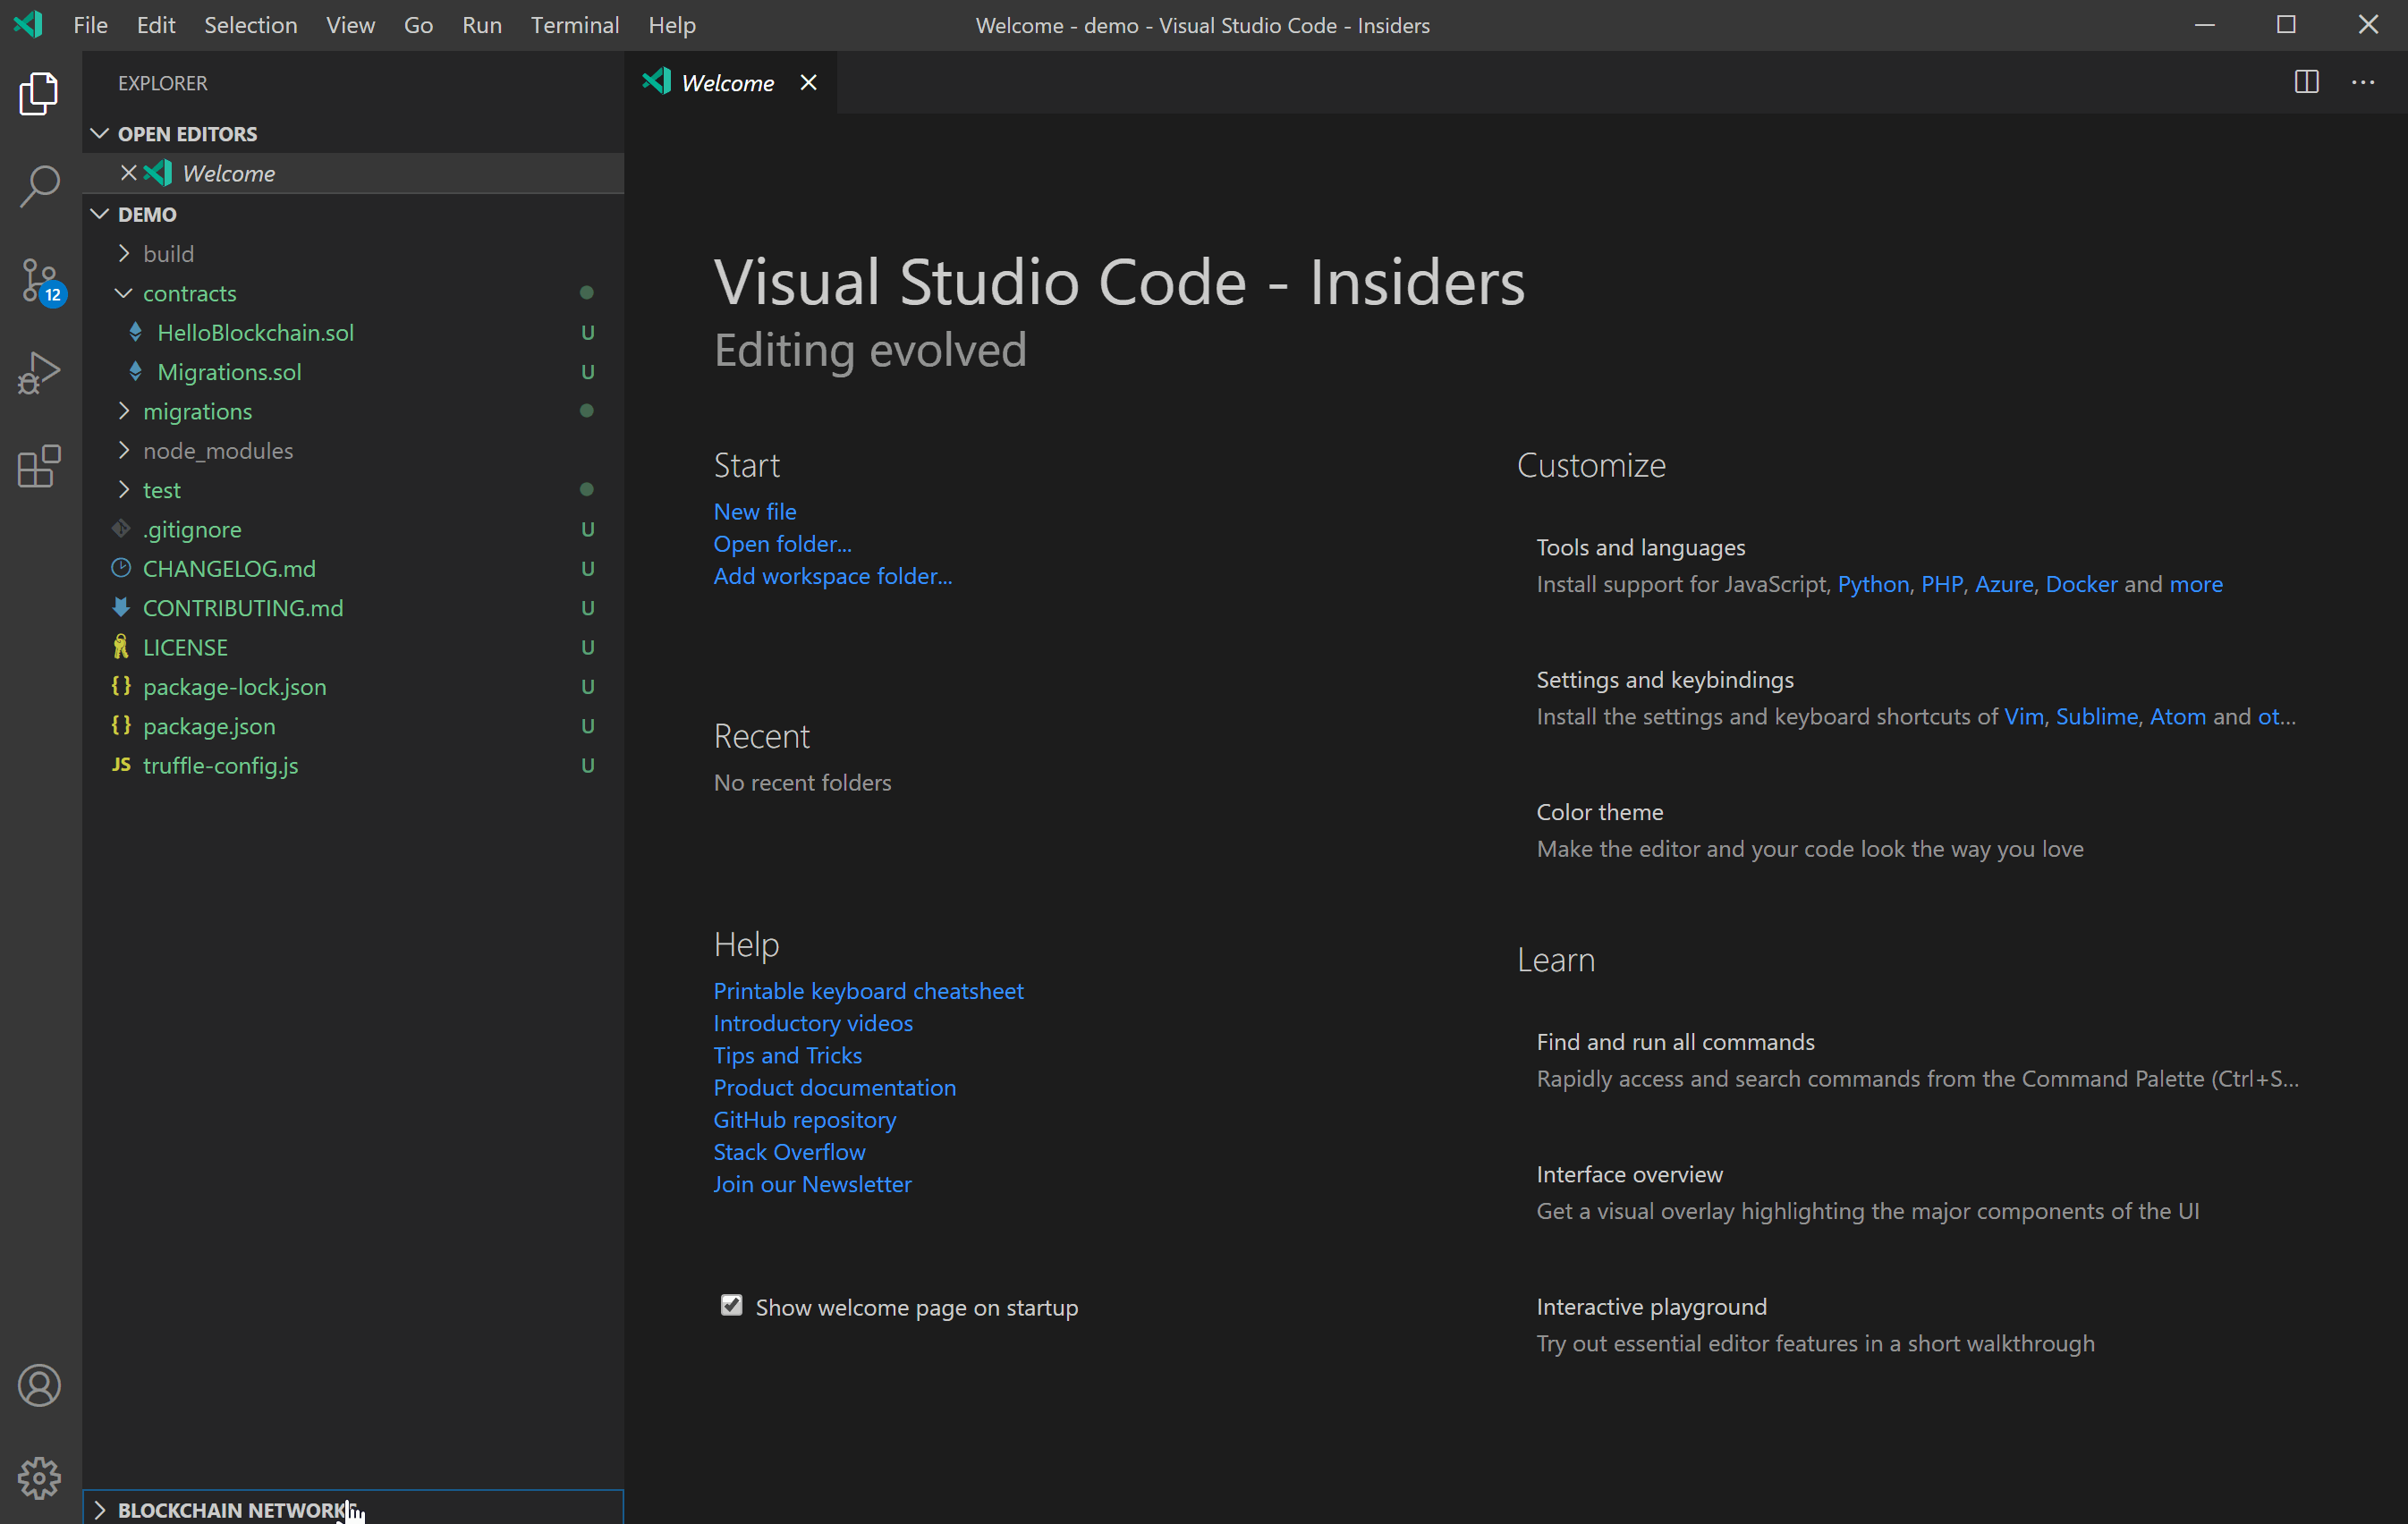 File Edit Selection View Go Run Terminal Help
Welcome - demo - Visual Studio Code - Insiders
EXPLORER
OPEN EDITORS
Welcome
DEMO
build
contracts
HelloBlockchain.sol U
Migrations.sol U
migrations
node_modules
test
.gitignore U
CHANGELOG.md U
CONTRIBUTING.md U
LICENSE U
{} package-lock.json U
{} package.json U
JS truffle-config.js U
BLOCKCHAIN NETWORKS
12
Welcome
Visual Studio Code - Insiders
Editing evolved
Start
New file
Open folder...
Add workspace folder...
Recent
No recent folders
Help
Printable keyboard cheatsheet
Introductory videos
Tips and Tricks
Product documentation
GitHub repository
Stack Overflow
Join our Newsletter
Show welcome page on startup
Customize
Tools and languages
Install support for JavaScript, Python, PHP, Azure, Docker and more
Settings and keybindings
Install the settings and keyboard shortcuts of Vim, Sublime, Atom and ot...
Color theme
Make the editor and your code look the way you love
Learn
Find and run all commands
Rapidly access and search commands from the Command Palette (Ctrl+S...
Interface overview
Get a visual overlay highlighting the major components of the UI
Interactive playground
Try out essential editor features in a short walkthrough